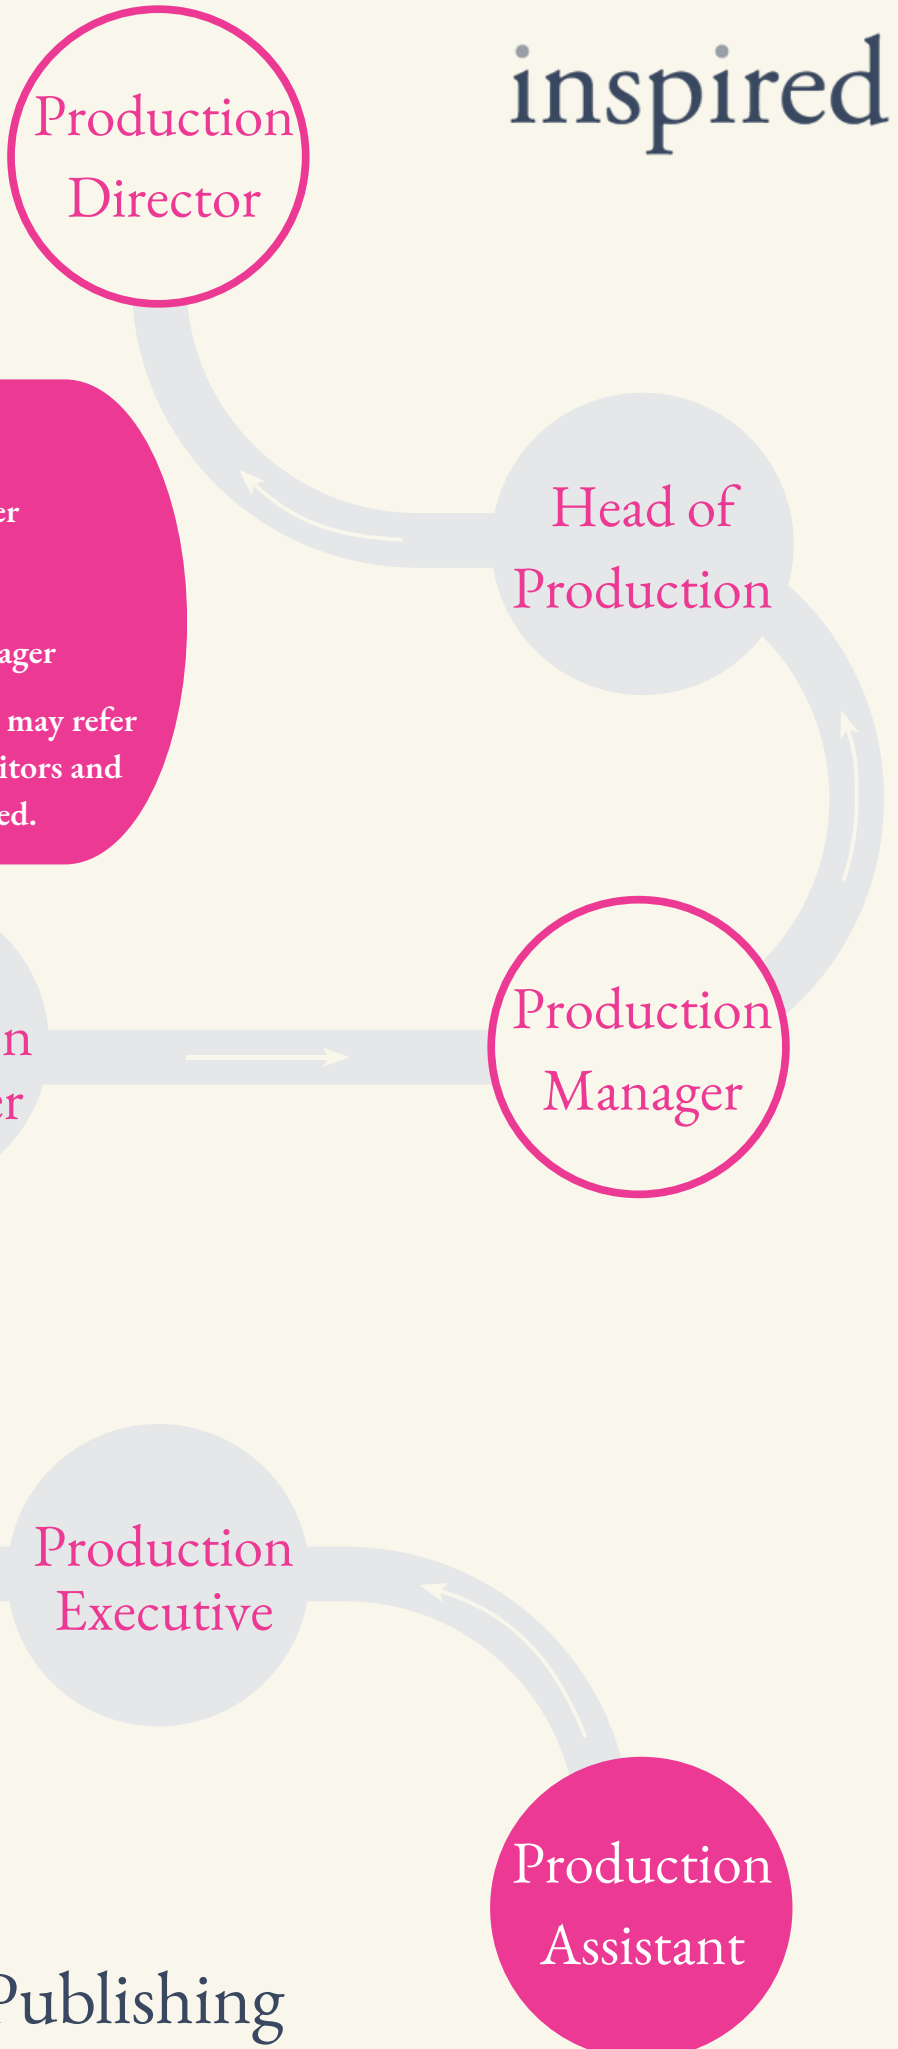 Production
Director
inspired
Head of
Production
er
ager
may refer
itors and
ed.
n
er
Production
Manager
Production
Executive
Production
Assistant
Publishing